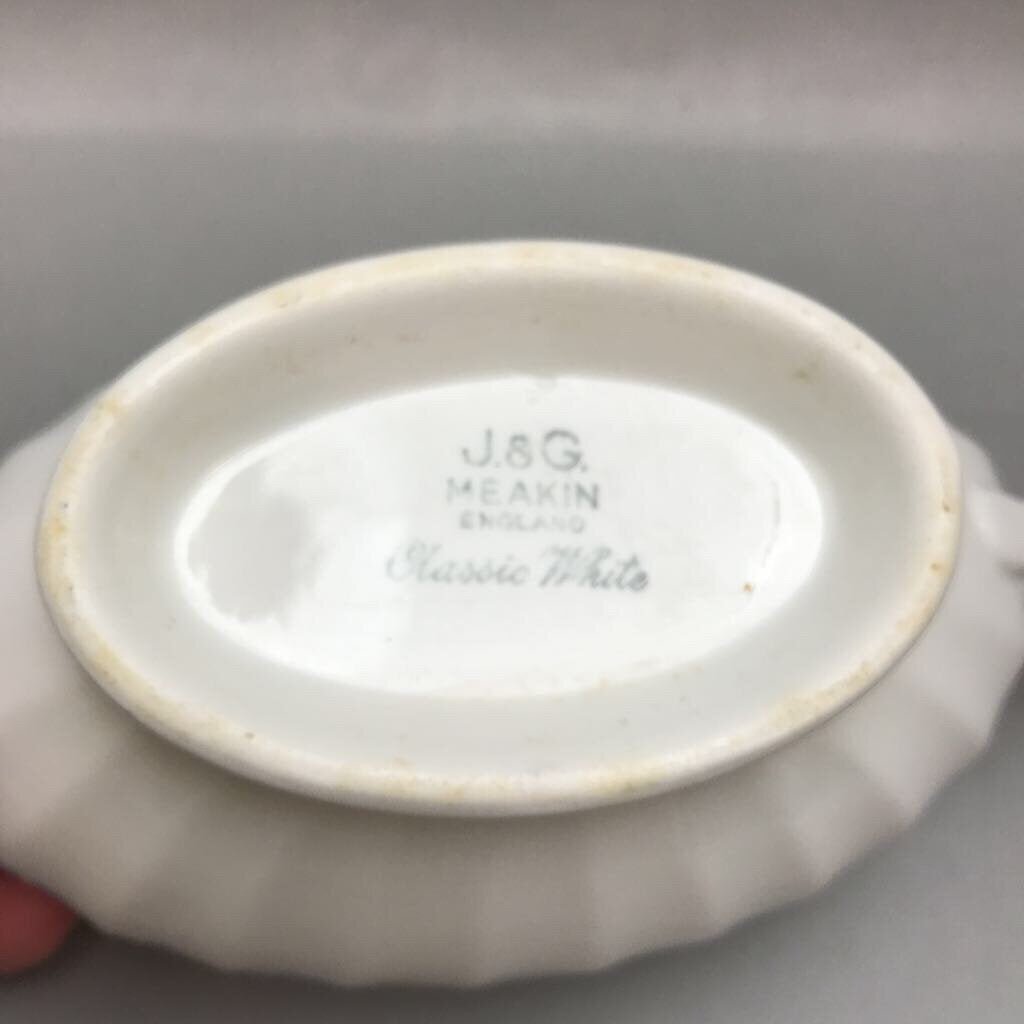 J.&G.
MEAKIN
ENGLAND
Classic White